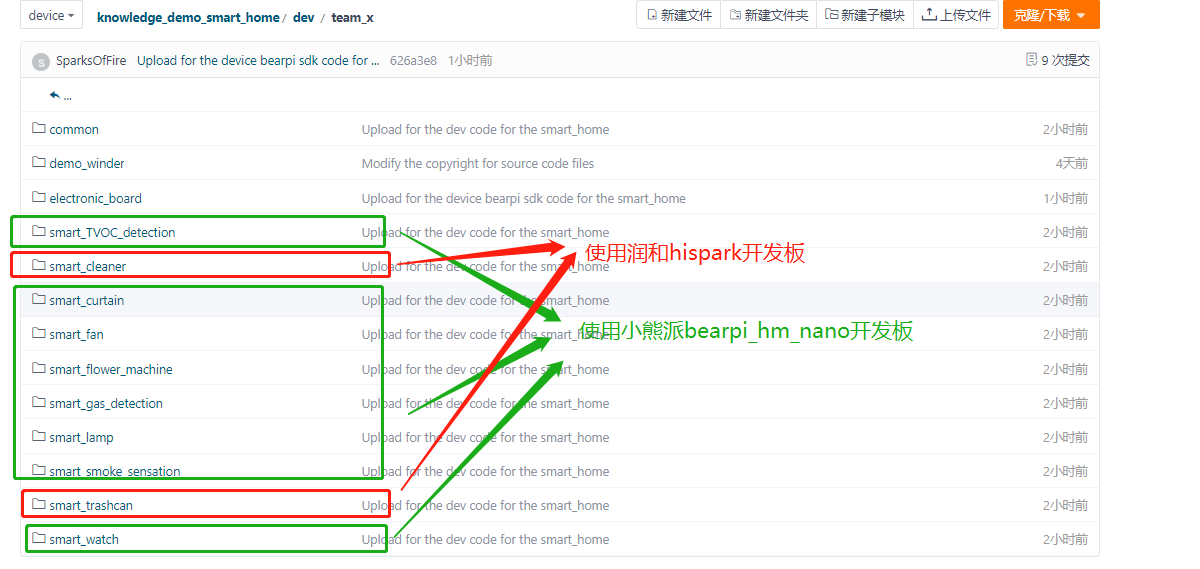 device knowledge_demo_smart_home / dev / team_x 新建文件 新建文件夹 新建子模块 上传文件 克隆/下载
S SparksOfFire Upload for the device bearpi sdk code for ... 626a3e8 1小时前 9 次提交
...
common Upload for the dev code for the smart_home 2小时前
demo_winder Modify the copyright for source code files 4天前
electronic_board Upload for the device bearpi sdk code for the smart_home 1小时前
smart_TVOC_detection Upload for the dev code for the smart_home 2小时前
使用润和hispark开发板
smart_cleaner Upload for the dev code for the smart_home 2小时前
smart_curtain Upload for the dev code for the smart_home 2小时前
使用小熊派bearpi_hm_nano开发板
smart_fan Upload for the dev code for the smart_home 2小时前
smart_flower_machine Upload for the dev code for the smart_home 2小时前
smart_gas_detection Upload for the dev code for the smart_home 2小时前
smart_lamp Upload for the dev code for the smart_home 2小时前
smart_smoke_sensation Upload for the dev code for the smart_home 2小时前
smart_trashcan Upload for the dev code for the smart_home 2小时前
smart_watch Upload for the dev code for the smart_home 2小时前